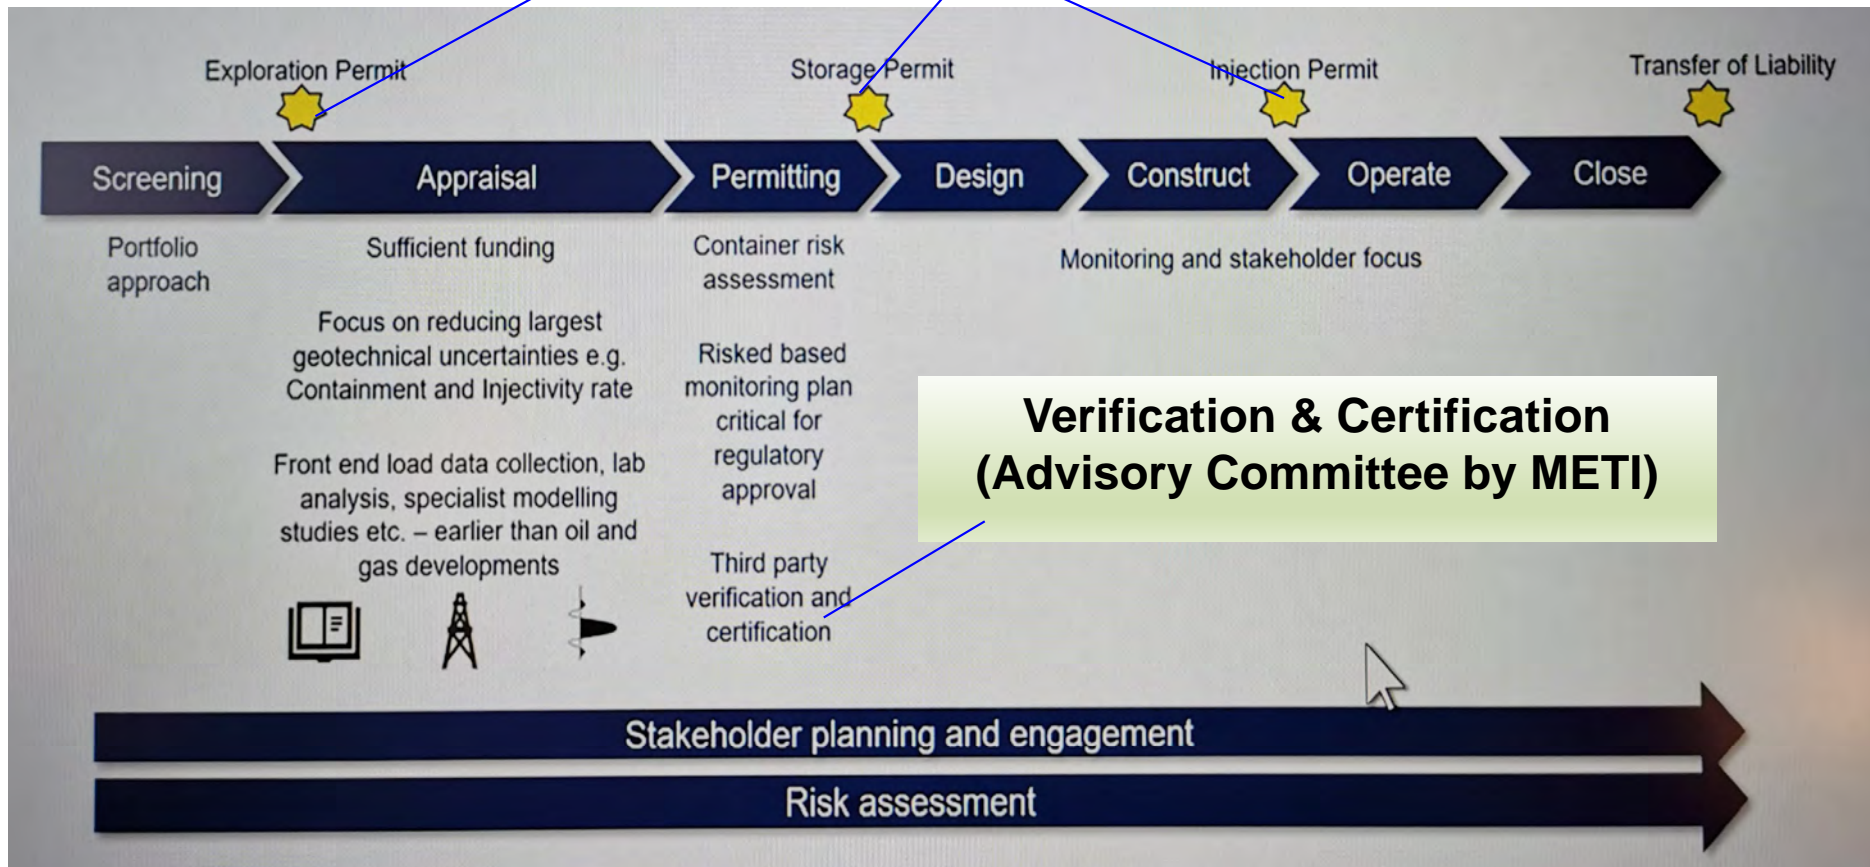 Exploration Permit
Storage Permit
Injection Permit
Transfer of Liability
Screening
Appraisal
Permitting
Design
Construct
Operate
Close
Portfolio
approach
Sufficient funding
Focus on reducing largest
geotechnical uncertainties e.g.
Containment and Injectivity rate
Front end load data collection, lab
analysis, specialist modelling
studies etc. – earlier than oil and
gas developments
Container risk
assessment
Risked based
monitoring plan
critical for
regulatory
approval
Third party
verification and
certification
Monitoring and stakeholder focus
Verification & Certification
(Advisory Committee by METI)
Stakeholder planning and engagement
Risk assessment